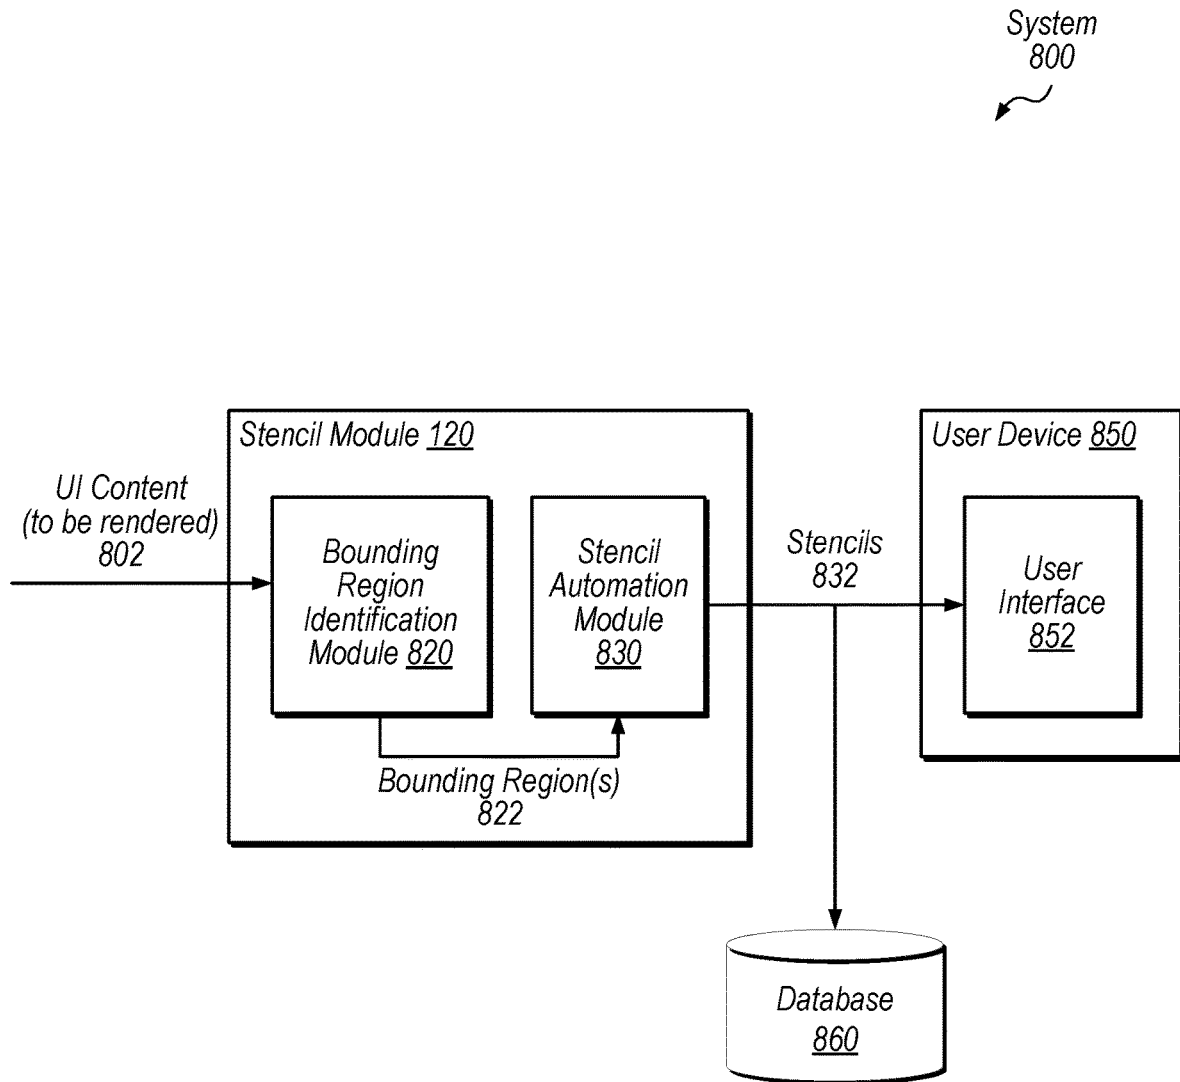 System
800
Stencil Module 120
User Device 850
UI Content
(to be rendered)
802
Bounding
Region
Identification
Module 820
Stencil
Automation
Module
830
Stencils
832
User
Interface
852
Bounding Region(s)
822
Database
860